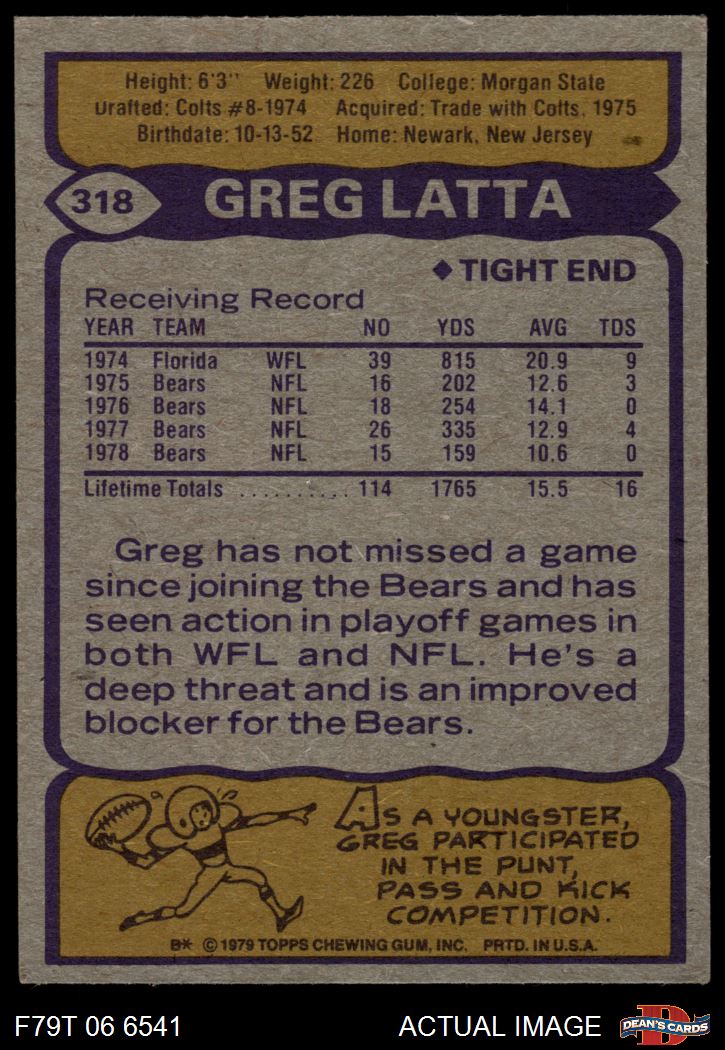 Height: 6'3" Weight: 226 College: Morgan State
Drafted: Colts #8-1974 Acquired: Trade with Colts, 1975
Birthdate: 10-13-52 Home: Newark, New Jersey
318 GREG LATTA
◆ TIGHT END
Receiving Record
YEAR TEAM NO YDS AVG TDS
1974 Florida WFL 39 815 20.9 9
1975 Bears NFL 16 202 12.6 3
1976 Bears NFL 18 254 14.1 0
1977 Bears NFL 26 335 12.9 4
1978 Bears NFL 15 159 10.6 0
Lifetime Totals .......... 114 1765 15.5 16
Greg has not missed a game
since joining the Bears and has
seen action in playoff games in
both WFL and NFL. He's a
deep threat and is an improved
blocker for the Bears.
AS A YOUNGSTER,
GREG PARTICIPATED
IN THE PUNT,
PASS AND KICK
COMPETITION.
B* © 1979 TOPPS CHEWING GUM, INC. PRTD. IN U.S.A.
F79T 06 6541 ACTUAL IMAGE D DEAN'S CARDS